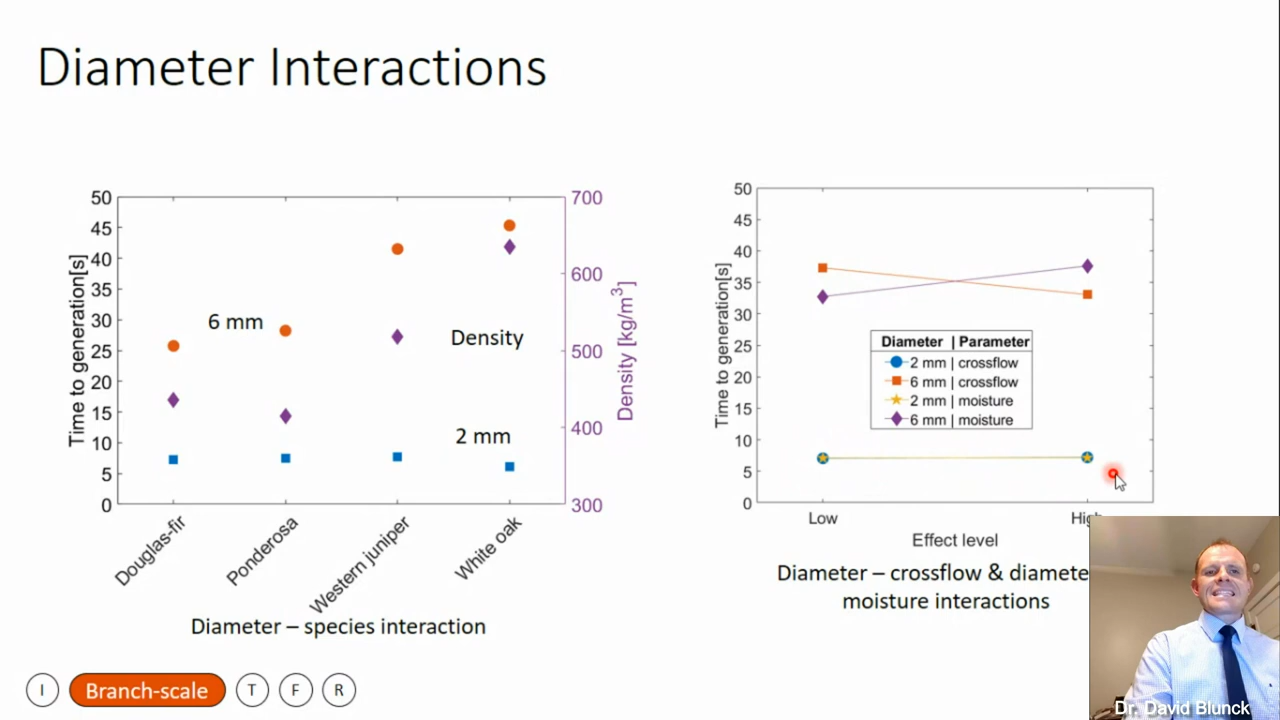 Diameter Interactions
50
45
40
35
30
25
20
15
10
5
0
Time to generation[s]
700
600
500
400
300
Density [kg/m³]
6 mm
Density
2 mm
Douglas-fir
Ponderosa
Western juniper
White oak
Diameter – species interaction
50
45
40
35
30
25
20
15
10
5
0
Time to generation[s]
Diameter | Parameter
2 mm | crossflow
6 mm | crossflow
2 mm | moisture
6 mm | moisture
Low
High
Effect level
Diameter – crossflow & diamete
moisture interactions
I
Branch-scale
T
F
R
Dr. David Blunck